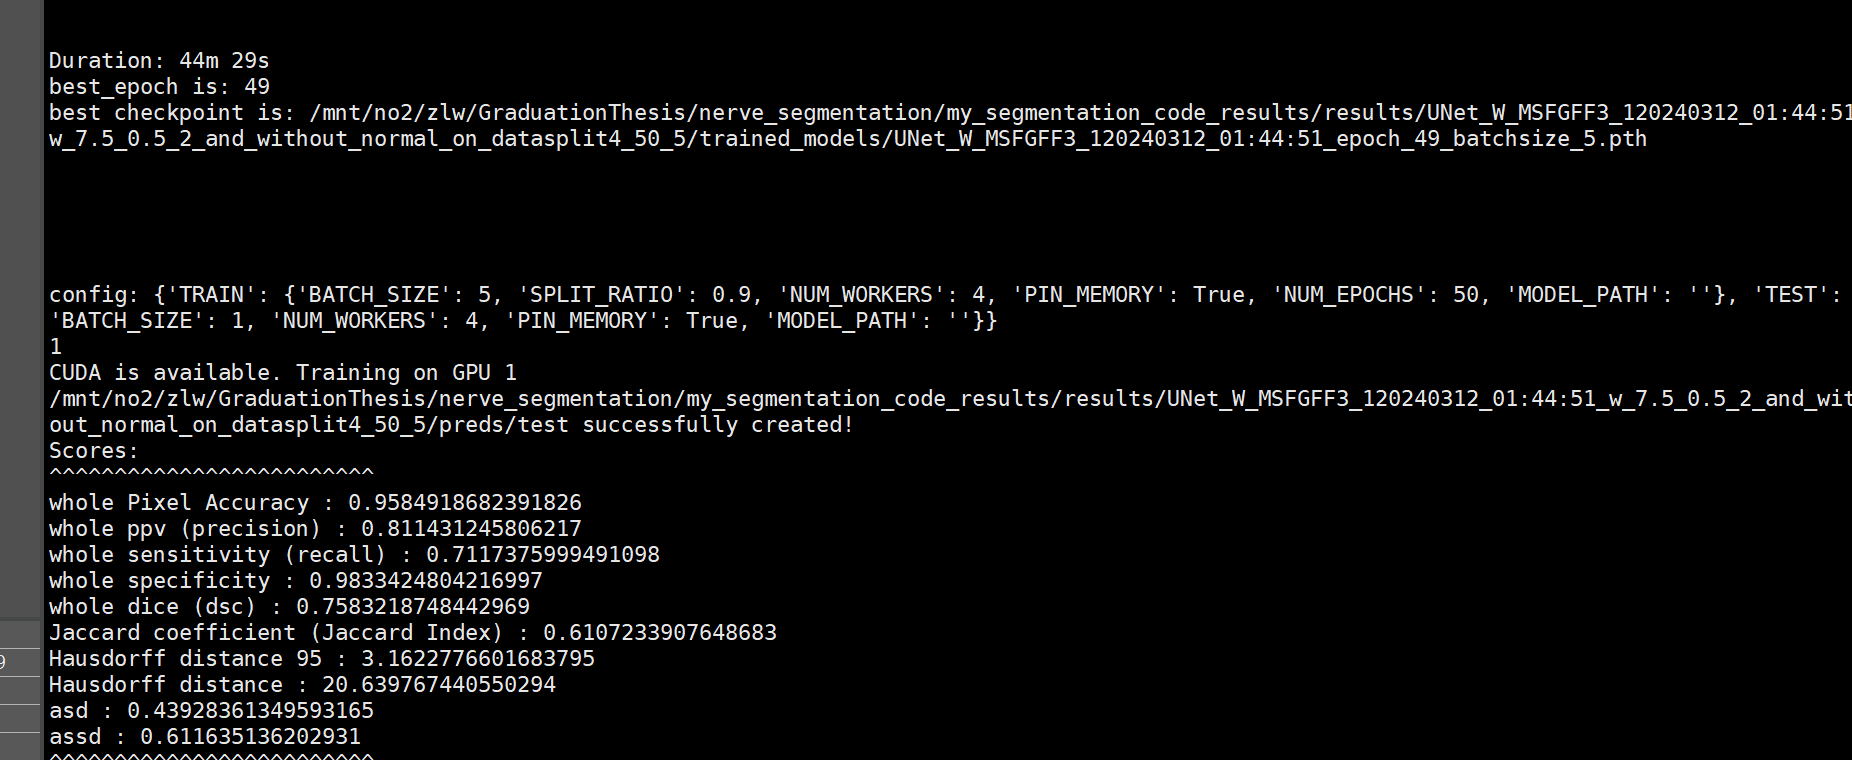 Duration: 44m 29s
best_epoch is: 49
best checkpoint is: /mnt/no2/zlw/GraduationThesis/nerve_segmentation/my_segmentation_code_results/results/UNet_W_MSFGFF3_120240312_01:44:51
w_7.5_0.5_2_and_without_normal_on_datasplit4_50_5/trained_models/UNet_W_MSFGFF3_120240312_01:44:51_epoch_49_batchsize_5.pth
config: {'TRAIN': {'BATCH_SIZE': 5, 'SPLIT_RATIO': 0.9, 'NUM_WORKERS': 4, 'PIN_MEMORY': True, 'NUM_EPOCHS': 50, 'MODEL_PATH': ''}, 'TEST':
'BATCH_SIZE': 1, 'NUM_WORKERS': 4, 'PIN_MEMORY': True, 'MODEL_PATH': ''}}
1
CUDA is available. Training on GPU 1
/mnt/no2/zlw/GraduationThesis/nerve_segmentation/my_segmentation_code_results/results/UNet_W_MSFGFF3_120240312_01:44:51_w_7.5_0.5_2_and_wit
out_normal_on_datasplit4_50_5/preds/test successfully created!
Scores:
^^^^^^^^^^^^^^^^^^^^^^^^^
whole Pixel Accuracy : 0.9584918682391826
whole ppv (precision) : 0.811431245806217
whole sensitivity (recall) : 0.7117375999491098
whole specificity : 0.9833424804216997
whole dice (dsc) : 0.7583218748442969
Jaccard coefficient (Jaccard Index) : 0.6107233907648683
Hausdorff distance 95 : 3.1622776601683795
Hausdorff distance : 20.639767440550294
asd : 0.43928361349593165
assd : 0.611635136202931
^^^^^^^^^^^^^^^^^^^^^^^^^
9